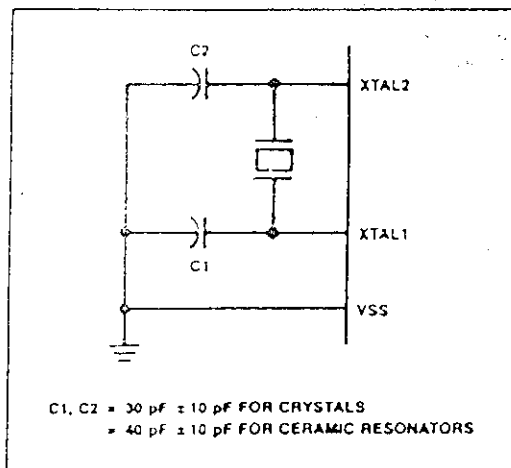 C2
XTAL2
XTAL1
C1
VSS
C1, C2 = 30 pF ± 10 pF FOR CRYSTALS
= 40 pF ± 10 pF FOR CERAMIC RESONATORS